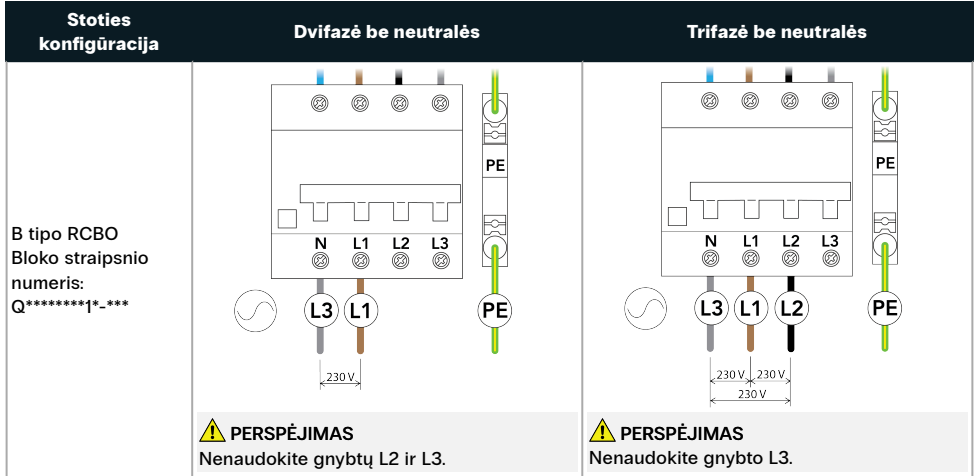 Stoties
konfigūracija
Dvifazė be neutralės
Trifazė be neutralės
B tipo RCBO
Bloko straipsnio
numeris:
Q********1*-***
PE
N L1 L2 L3
L3 L1
PE
230 V
PERSPĖJIMAS
Nenaudokite gnybtų L2 ir L3.
PE
N L1 L2 L3
L3 L1 L2
PE
230 V 230 V
230 V
PERSPĖJIMAS
Nenaudokite gnybto L3.